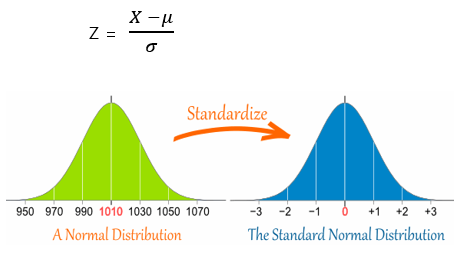 Z = X − μ
σ
Standardize
950 970 990 1010 1030 1050 1070
−3 −2 −1 0 +1 +2 +3
A Normal Distribution
The Standard Normal Distribution